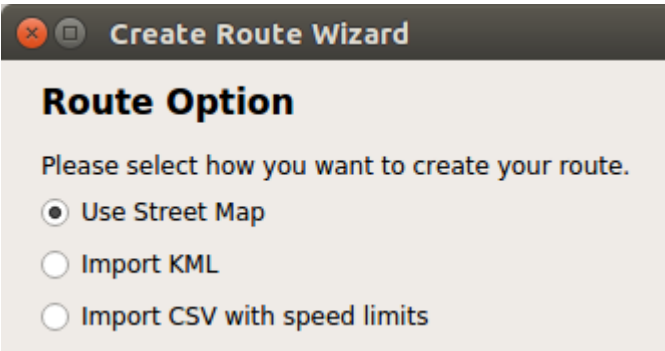 Create Route Wizard
Route Option
Please select how you want to create your route.
Use Street Map
Import KML
Import CSV with speed limits